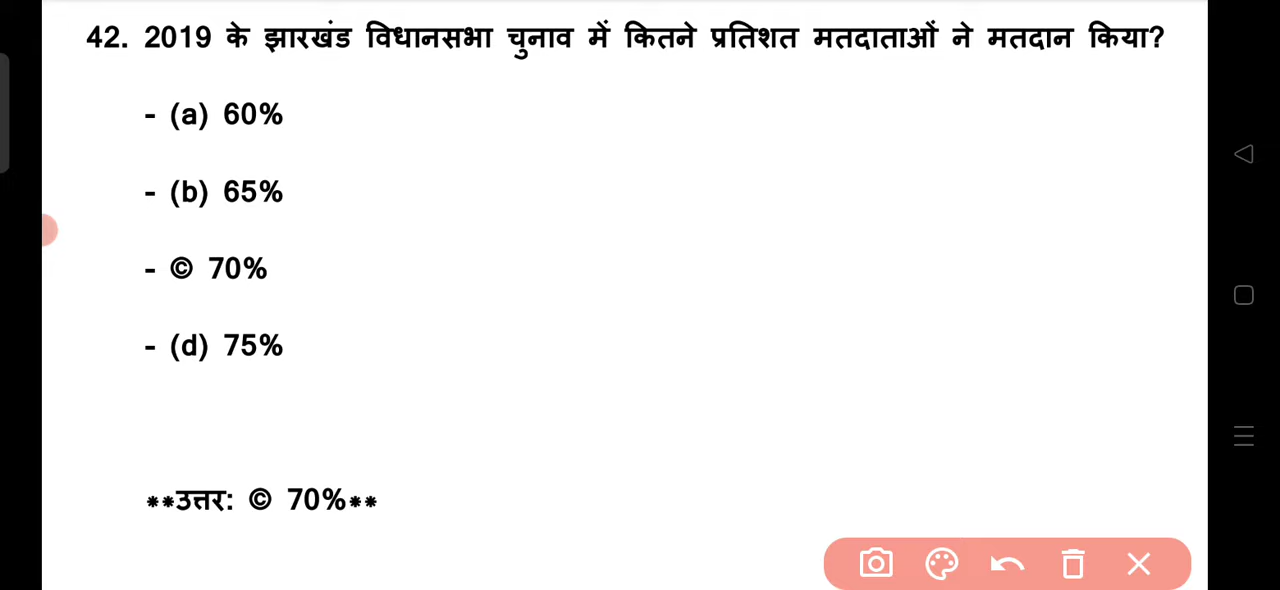 42. 2019 के झारखंड विधानसभा चुनाव में कितने प्रतिशत मतदाताओं ने मतदान किया?
- (a) 60%
- (b) 65%
- © 70%
- (d) 75%
**उत्तर: © 70%**